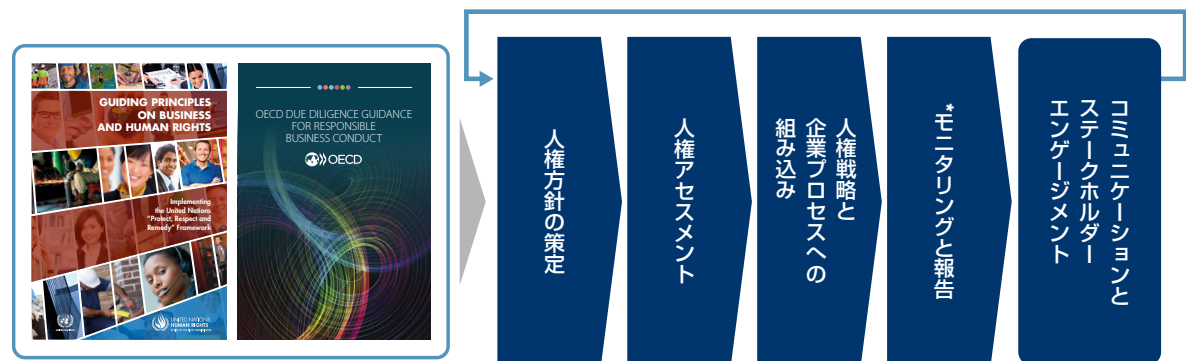 GUIDING PRINCIPLES
ON BUSINESS
AND HUMAN RIGHTS
Implementing
the United Nations
“Protect, Respect and
Remedy” Framework
UNITED NATIONS
HUMAN RIGHTS
OECD DUE DILIGENCE GUIDANCE
FOR RESPONSIBLE
BUSINESS CONDUCT
OECD
人権方針の策定
人権アセスメント
人権戦略と
企業プロセスへの
組み込み
*モニタリングと報告
コミュニケーションと
ステークホルダー
エンゲージメント